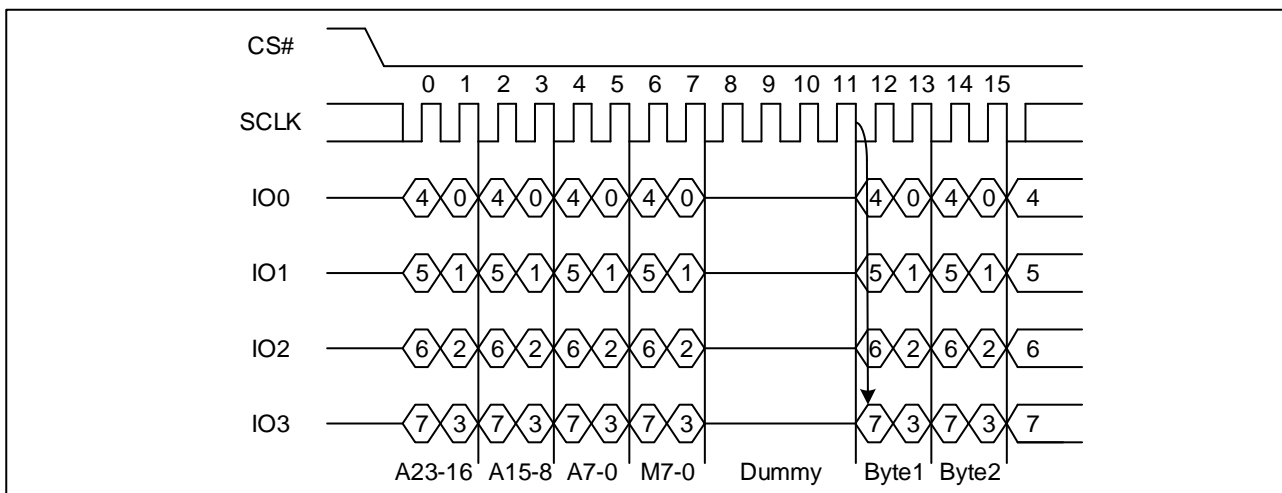 CS#
0 1 2 3 4 5 6 7 8 9 10 11 12 13 14 15
SCLK
IO0 4 0 4 0 4 0 4 0 4 0 4 0 4
IO1 5 1 5 1 5 1 5 1 5 1 5 1 5
IO2 6 2 6 2 6 2 6 2 6 2 6 2 6
IO3 7 3 7 3 7 3 7 3 7 3 7 3 7
A23-16 A15-8 A7-0 M7-0 Dummy Byte1 Byte2